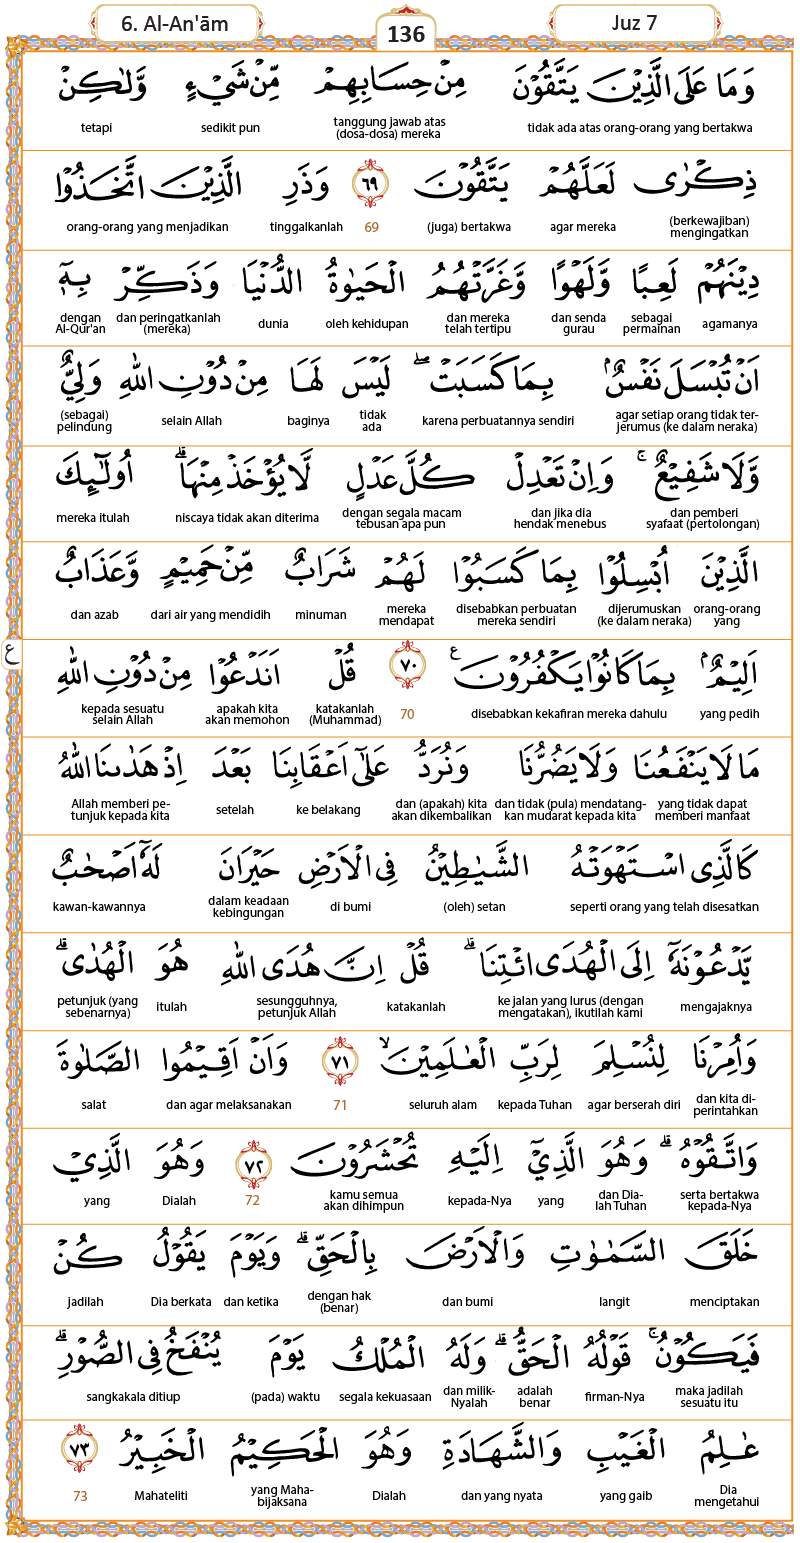 6. Al-An'ām
136
Juz 7
وَمَا عَلَى الَّذِيْنَ يَتَّقُوْنَ مِنْ حِسَابِهِمْ مِّنْ شَيْءٍ وَّلٰكِنْ
tidak ada atas orang-orang yang bertakwa tanggung jawab atas (dosa-dosa) mereka sedikit pun tetapi
ذِكْرٰى لَعَلَّهُمْ يَتَّقُوْنَ ٦٩ وَذَرِ الَّذِيْنَ اتَّخَذُوْا
(berkewajiban) mengingatkan agar mereka (juga) bertakwa 69 tinggalkanlah orang-orang yang menjadikan
دِيْنَهُمْ لَعِبًا وَّلَهْوًا وَّغَرَّتْهُمُ الْحَيٰوةُ الدُّنْيَا وَذَكِّرْ بِهٖٓ
agamanya sebagai permainan dan senda gurau dan mereka telah tertipu oleh kehidupan dunia dan peringatkanlah (mereka) dengan Al-Qur'an
اَنْ تُبْسَلَ نَفْسٌۢ بِمَا كَسَبَتْۖ لَيْسَ لَهَا مِنْ دُوْنِ اللّٰهِ وَلِيٌّ
agar setiap orang tidak ter-jerumus (ke dalam neraka) karena perbuatannya sendiri tidak ada baginya selain Allah (sebagai) pelindung
وَّلَا شَفِيْعٌۚ وَاِنْ تَعْدِلْ كُلَّ عَدْلٍ لَّا يُؤْخَذْ مِنْهَاۗ اُولٰۤىِٕكَ
dan pemberi syafaat (pertolongan) dan jika dia hendak menebus dengan segala macam tebusan apa pun niscaya tidak akan diterima mereka itulah
الَّذِيْنَ اُبْسِلُوْا بِمَا كَسَبُوْا لَهُمْ شَرَابٌ مِّنْ حَمِيْمٍ وَّعَذَابٌ
orang-orang yang dijerumuskan (ke dalam neraka) disebabkan perbuatan mereka sendiri mereka mendapat minuman dari air yang mendidih dan azab
ع
اَلِيْمٌۢ بِمَا كَانُوْا يَكْفُرُوْنَ ࣖ ٧٠ قُلْ اَنَدْعُوْا مِنْ دُوْنِ اللّٰهِ
yang pedih disebabkan kekafiran mereka dahulu 70 katakanlah (Muhammad) apakah kita akan memohon kepada sesuatu selain Allah
مَا لَا يَنْفَعُنَا وَلَا يَضُرُّنَا وَنُرَدُّ عَلٰٓى اَعْقَابِنَا بَعْدَ اِذْ هَدٰىنَا اللّٰهُ
yang tidak dapat memberi manfaat dan tidak (pula) mendatang-kan mudarat kepada kita dan (apakah) kita akan dikembalikan ke belakang setelah Allah memberi pe-tunjuk kepada kita
كَالَّذِى اسْتَهْوَتْهُ الشَّيٰطِيْنُ فِى الْاَرْضِ حَيْرَانَ لَهٗٓ اَصْحٰبٌ
seperti orang yang telah disesatkan (oleh) setan di bumi dalam keadaan kebingungan kawan-kawannya
يَّدْعُوْنَهٗٓ اِلَى الْهُدَى ائْتِنَاۗ قُلْ اِنَّ هُدَى اللّٰهِ هُوَ الْهُدٰىۗ
mengajaknya ke jalan yang lurus (dengan mengatakan), ikutilah kami katakanlah sesungguhnya, petunjuk Allah itulah petunjuk (yang sebenarnya)
وَاُمِرْنَا لِنُسْلِمَ لِرَبِّ الْعٰلَمِيْنَۙ ٧١ وَاَنْ اَقِيْمُوا الصَّلٰوةَ
dan kita di-perintahkan agar berserah diri kepada Tuhan seluruh alam 71 dan agar melaksanakan salat
وَاتَّقُوْهُۗ وَهُوَ الَّذِيْٓ اِلَيْهِ تُحْشَرُوْنَ ٧٢ وَهُوَ الَّذِيْ
serta bertakwa kepada-Nya dan Dia-lah Tuhan yang kepada-Nya kamu semua akan dihimpun 72 Dialah yang
خَلَقَ السَّمٰوٰتِ وَالْاَرْضَ بِالْحَقِّۗ وَيَوْمَ يَقُوْلُ كُنْ
menciptakan langit dan bumi dengan hak (benar) dan ketika Dia berkata jadilah
فَيَكُوْنُۚ قَوْلُهُ الْحَقُّۗ وَلَهُ الْمُلْكُ يَوْمَ يُنْفَخُ فِى الصُّوْرِۗ
maka jadilah sesuatu itu firman-Nya adalah benar dan milik-Nyalah segala kekuasaan (pada) waktu sangkakala ditiup
عٰلِمُ الْغَيْبِ وَالشَّهَادَةِ وَهُوَ الْحَكِيْمُ الْخَبِيْرُ ٧٣
Dia mengetahui yang gaib dan yang nyata Dialah yang Maha-bijaksana Mahateliti 73